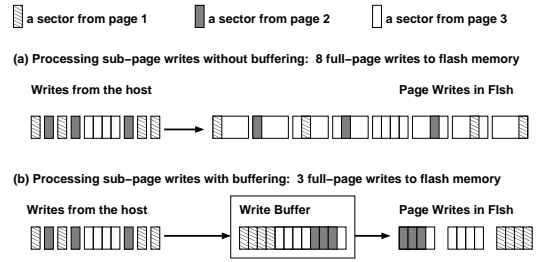 a sector from page 1 a sector from page 2 a sector from page 3
(a) Processing sub−page writes without buffering: 8 full−page writes to flash memory
Writes from the host Page Writes in Flsh
(b) Processing sub−page writes with buffering: 3 full−page writes to flash memory
Writes from the host Write Buffer Page Writes in Flsh